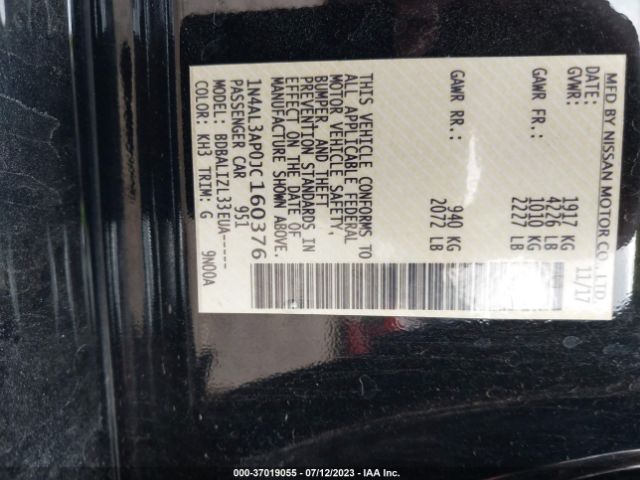 MFD BY NISSAN MOTOR CO.,LTD.
DATE: 11/17
GVWR: 1917 KG
4226 LB
GAWR FR.: 1010 KG
2227 LB
GAWR RR.: 940 KG
2072 LB
THIS VEHICLE CONFORMS TO
ALL APPLICABLE FEDERAL
MOTOR VEHICLE SAFETY,
BUMPER AND THEFT
PREVENTION STANDARDS IN
EFFECT ON THE DATE OF
MANUFACTURE SHOWN ABOVE.
1N4AL3AP0JC160376
PASSENGER CAR 951
MODEL: BDBALIZL33EUA-----
COLOR: KH3 TRIM: G 9N00A
000-37019055 - 07/12/2023 - IAA Inc.